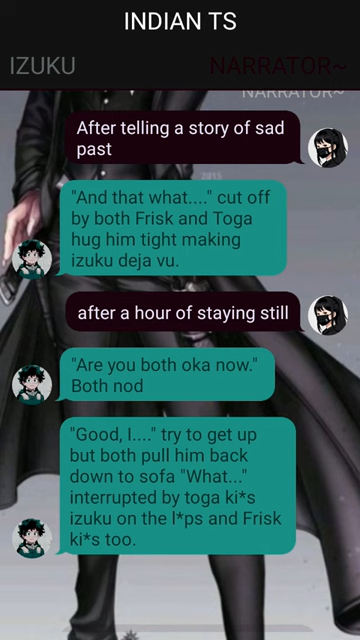 INDIAN TS
IZUKU
NARRATOR~
NARRATOR~
After telling a story of sad
past
2015
"And that what...." cut off
by both Frisk and Toga
hug him tight making
izuku deja vu.
after a hour of staying still
"Are you both oka now."
Both nod
"Good, I...." try to get up
but both pull him back
down to sofa "What..."
interrupted by toga ki*s
izuku on the l*ps and Frisk
ki*s too.